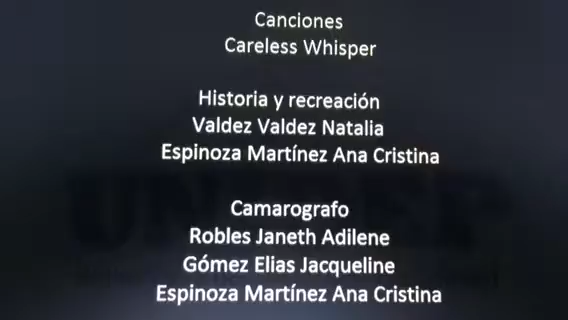 Canciones
Careless Whisper
Historia y recreación
Valdez Valdez Natalia
Espinoza Martínez Ana Cristina
Camarografo
Robles Janeth Adilene
Gómez Elias Jacqueline
Espinoza Martínez Ana Cristina